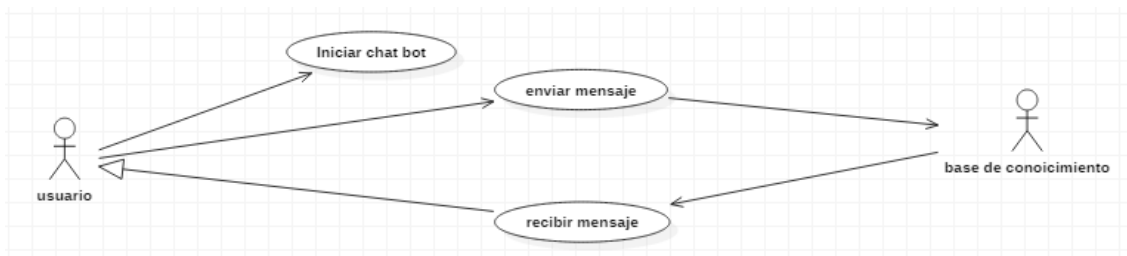 Iniciar chat bot
enviar mensaje
usuario
base de conoicimiento
recibir mensaje